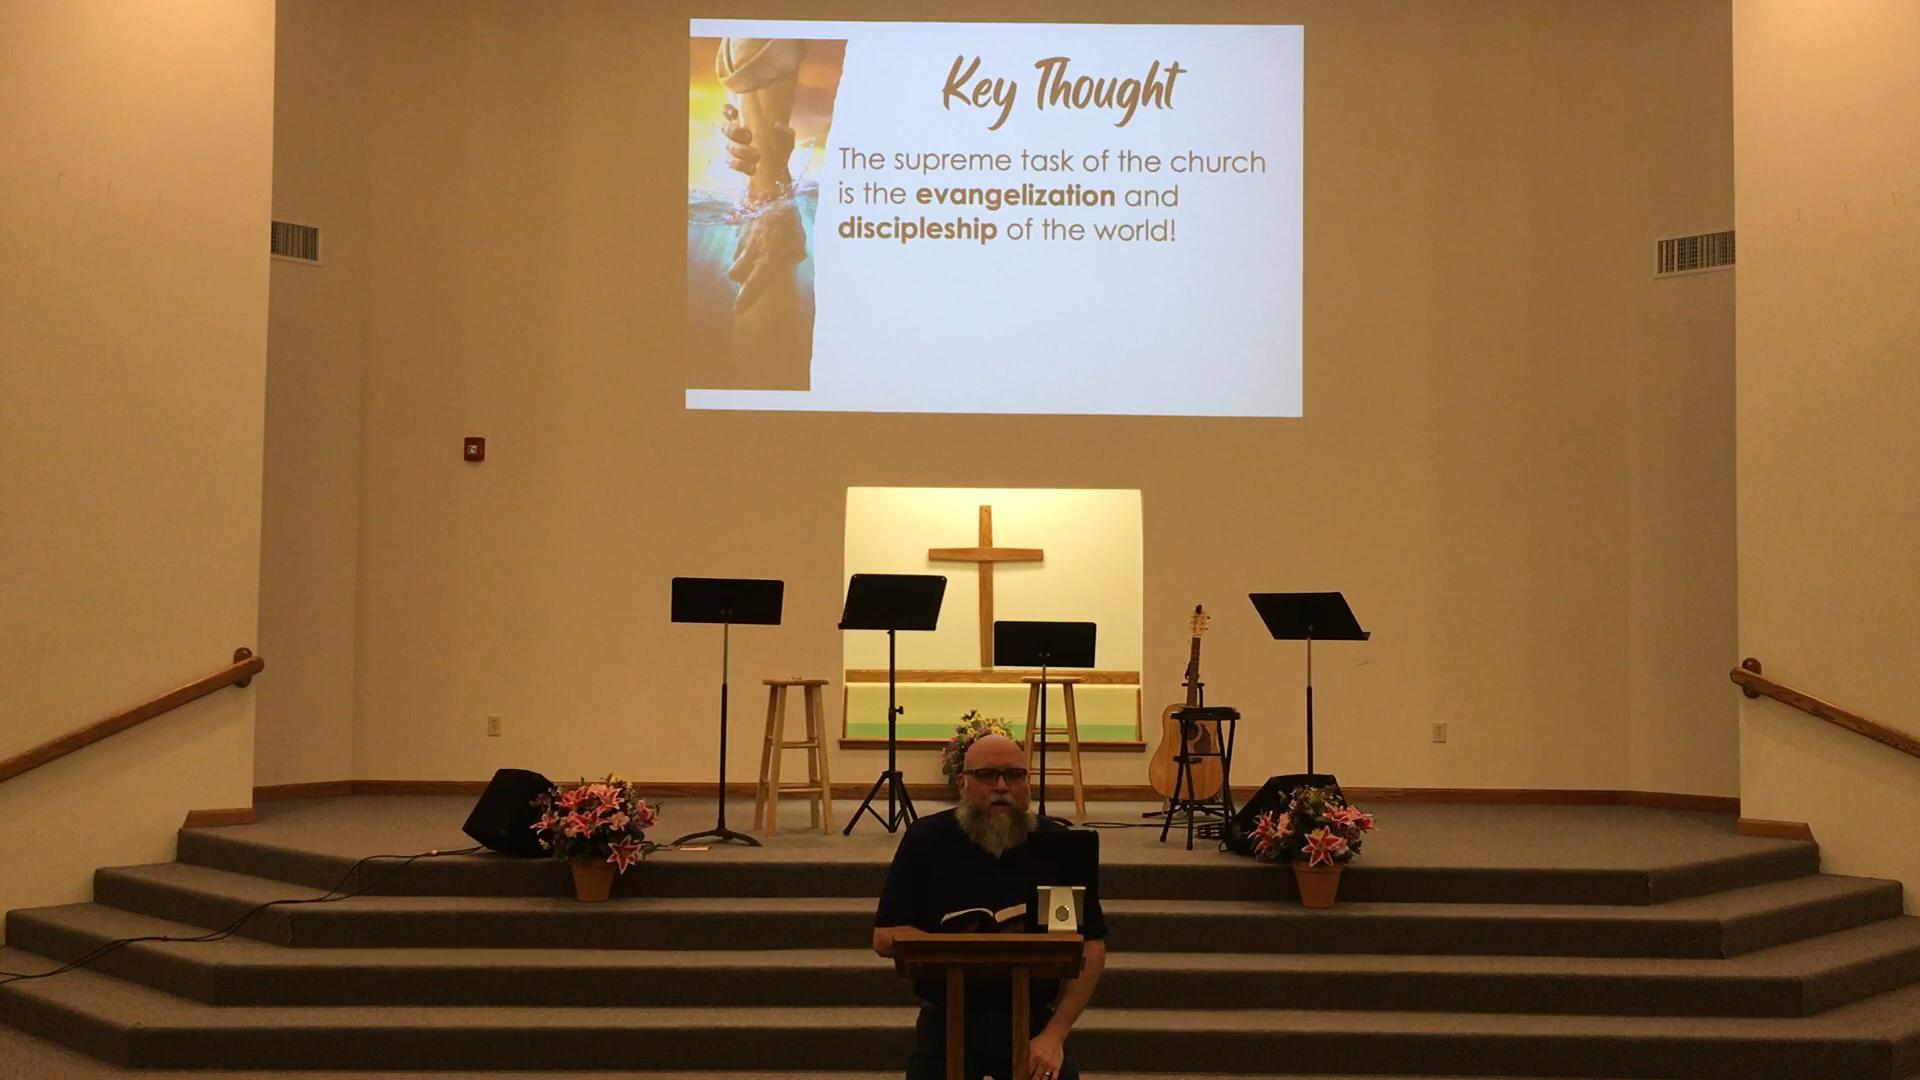 Key Thought
The supreme task of the church
is the evangelization and
discipleship of the world!